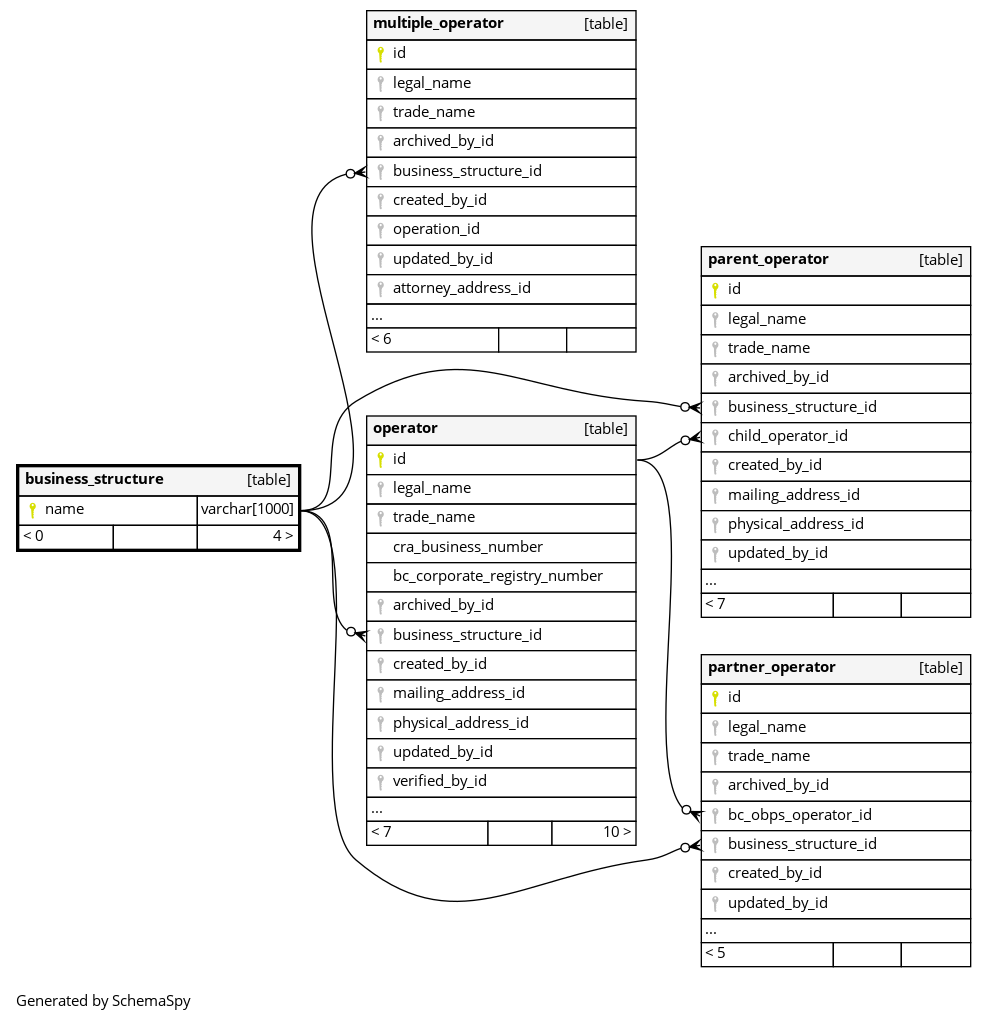 multiple_operator [table]
id
legal_name
trade_name
archived_by_id
business_structure_id
created_by_id
operation_id
updated_by_id
attorney_address_id
...
< 6
parent_operator [table]
id
legal_name
trade_name
archived_by_id
business_structure_id
child_operator_id
created_by_id
mailing_address_id
physical_address_id
updated_by_id
...
< 7
operator [table]
id
legal_name
trade_name
cra_business_number
bc_corporate_registry_number
archived_by_id
business_structure_id
created_by_id
mailing_address_id
physical_address_id
updated_by_id
verified_by_id
...
< 7 10 >
business_structure [table]
name varchar[1000]
< 0 4 >
partner_operator [table]
id
legal_name
trade_name
archived_by_id
bc_obps_operator_id
business_structure_id
created_by_id
updated_by_id
...
< 5
Generated by SchemaSpy